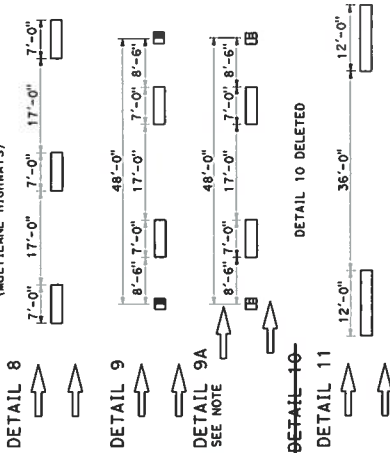 (MULTILANE HIGHWAYS)
DETAIL 8
7'-0" 17'-0" 7'-0" 17'-0" 7'-0"
DETAIL 9
48'-0"
8'-6" 7'-0" 17'-0" 7'-0" 8'-6"
DETAIL 9A
SEE NOTE
48'-0"
8'-6" 7'-0" 17'-0" 7'-0" 8'-6"
DETAIL 10
DETAIL 10 DELETED
DETAIL 11
12'-0" 36'-0" 12'-0"